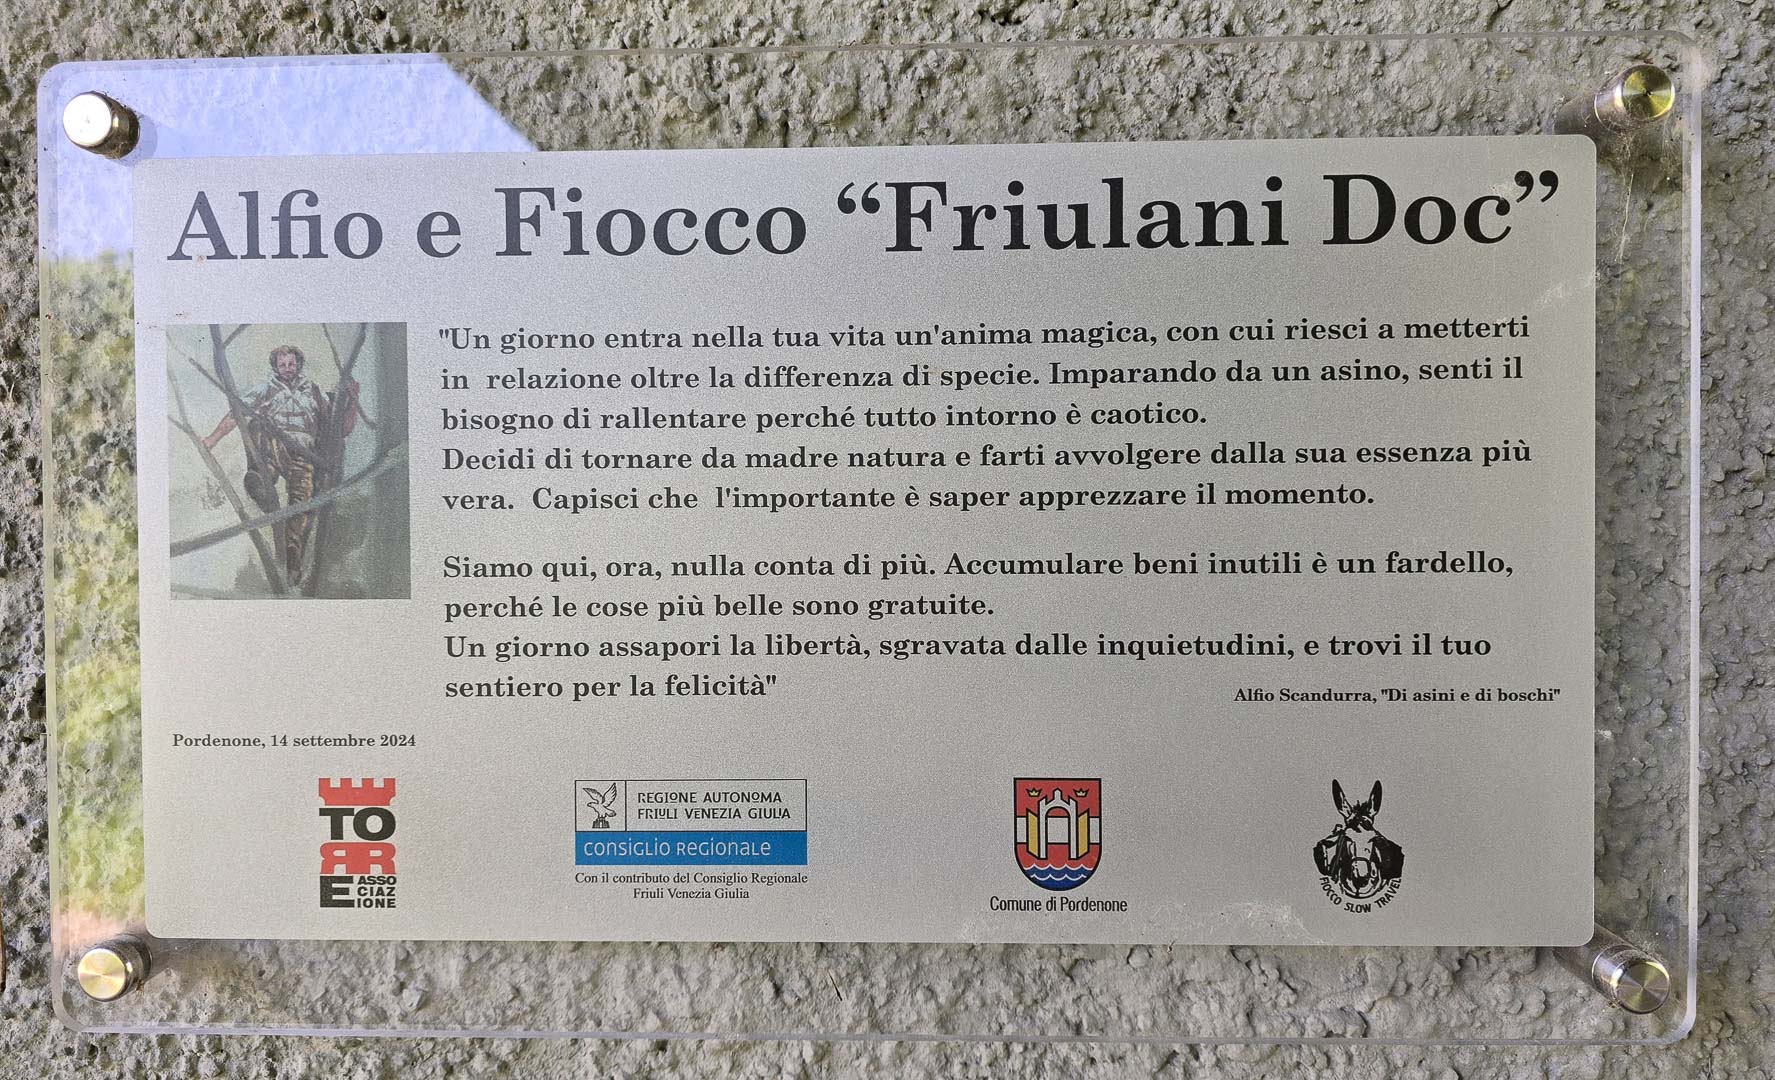 Alfio e Fiocco “Friulani Doc”
"Un giorno entra nella tua vita un'anima magica, con cui riesci a metterti
in relazione oltre la differenza di specie. Imparando da un asino, senti il
bisogno di rallentare perché tutto intorno è caotico.
Decidi di tornare da madre natura e farti avvolgere dalla sua essenza più
vera. Capisci che l'importante è saper apprezzare il momento.
Siamo qui, ora, nulla conta di più. Accumulare beni inutili è un fardello,
perché le cose più belle sono gratuite.
Un giorno assapori la libertà, sgravata dalle inquietudini, e trovi il tuo
sentiero per la felicità"
Alfio Scandurra, "Di asini e di boschi"
Pordenone, 14 settembre 2024
TO
RR
E ASSO
CIAZ
IONE
REGIONE AUTONOMA
FRIULI VENEZIA GIULIA
CONSIGLIO REGIONALE
Con il contributo del Consiglio Regionale
Friuli Venezia Giulia
Comune di Pordenone
FIOCCO SLOW TRAVEL